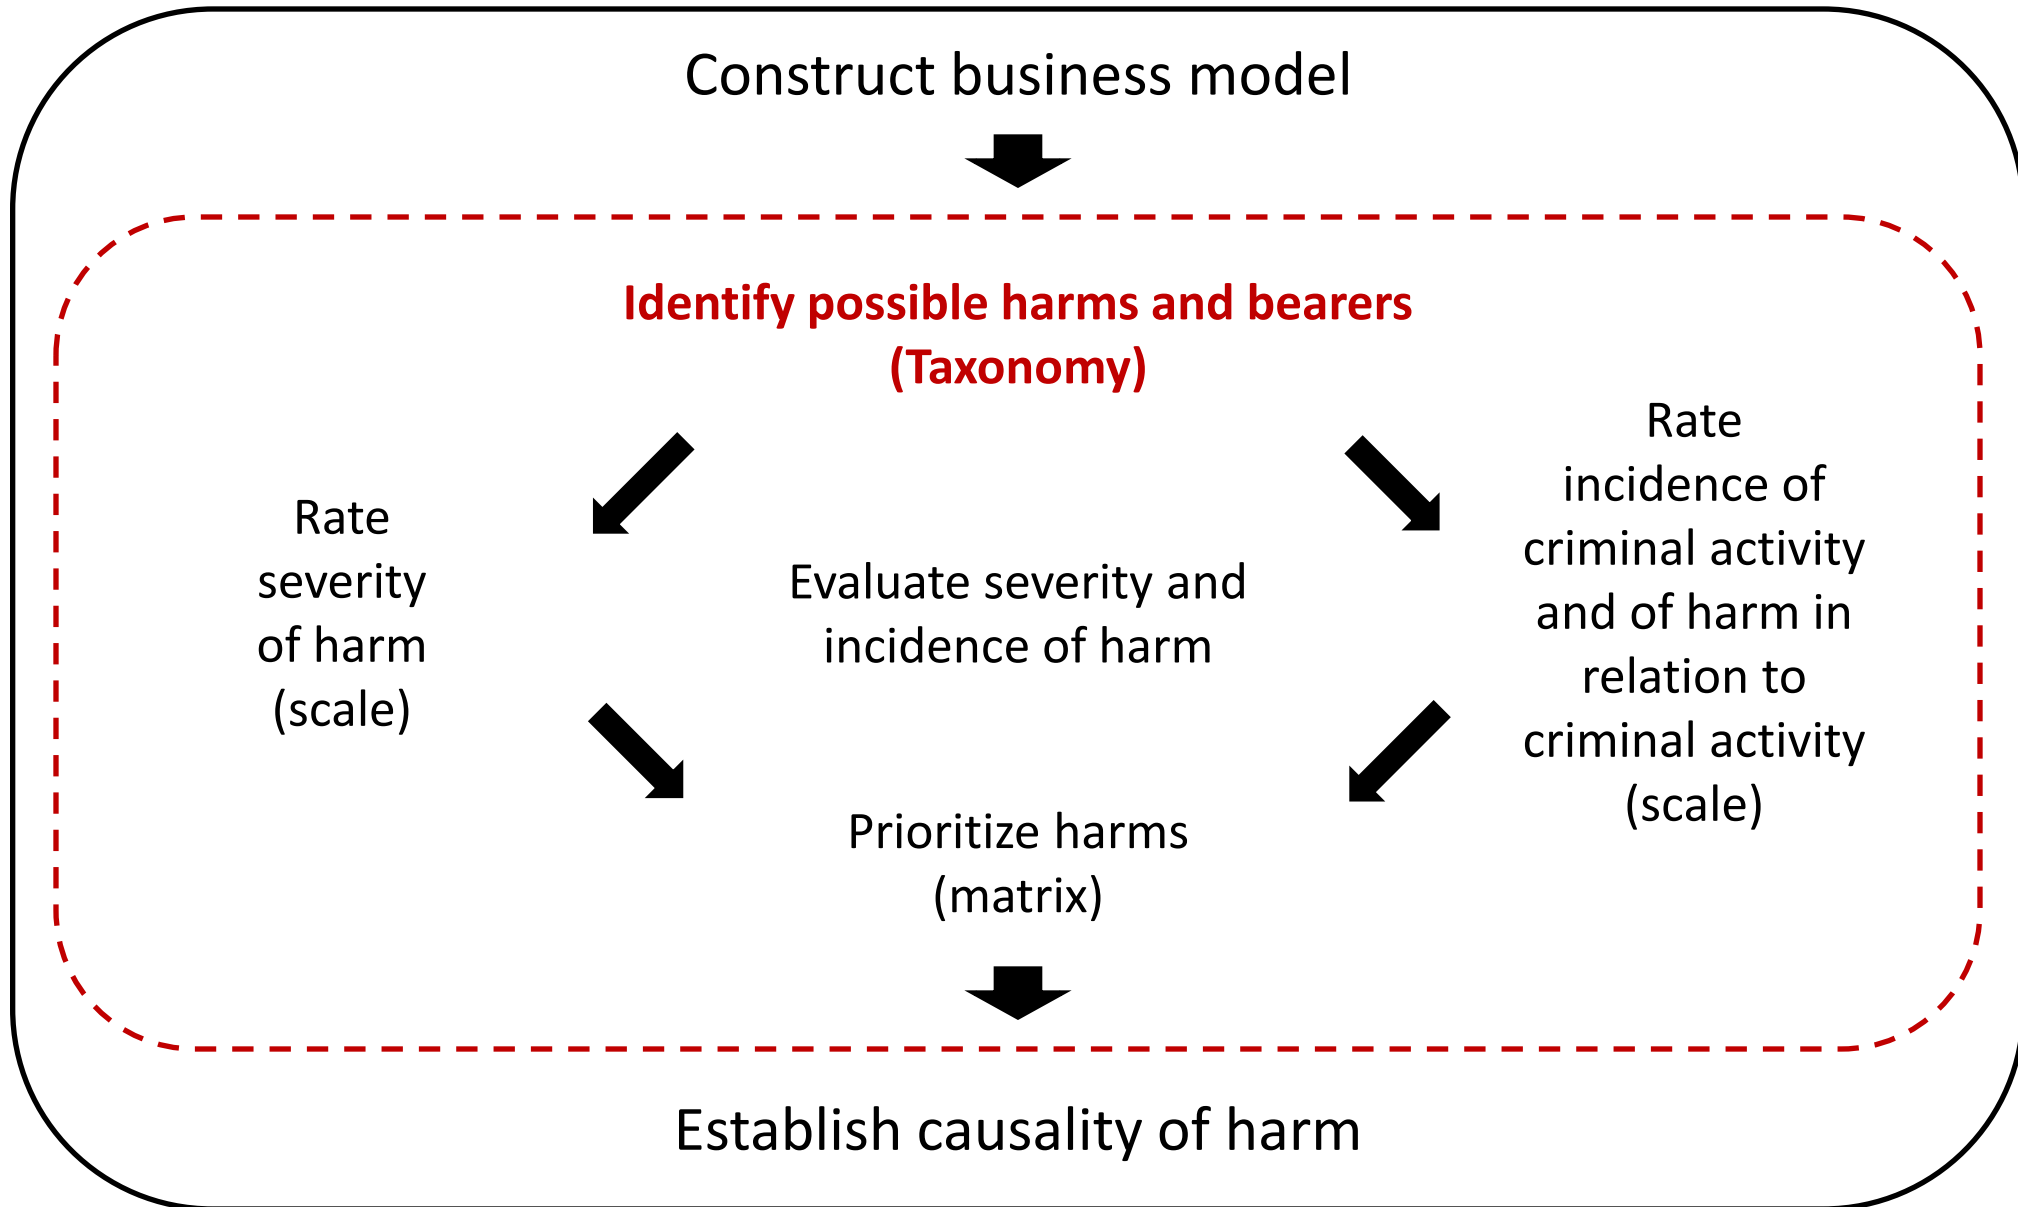 Construct business model
Identify possible harms and bearers
(Taxonomy)
Rate
severity
of harm
(scale)
Evaluate severity and
incidence of harm
Rate
incidence of
criminal activity
and of harm in
relation to
criminal activity
(scale)
Prioritize harms
(matrix)
Establish causality of harm